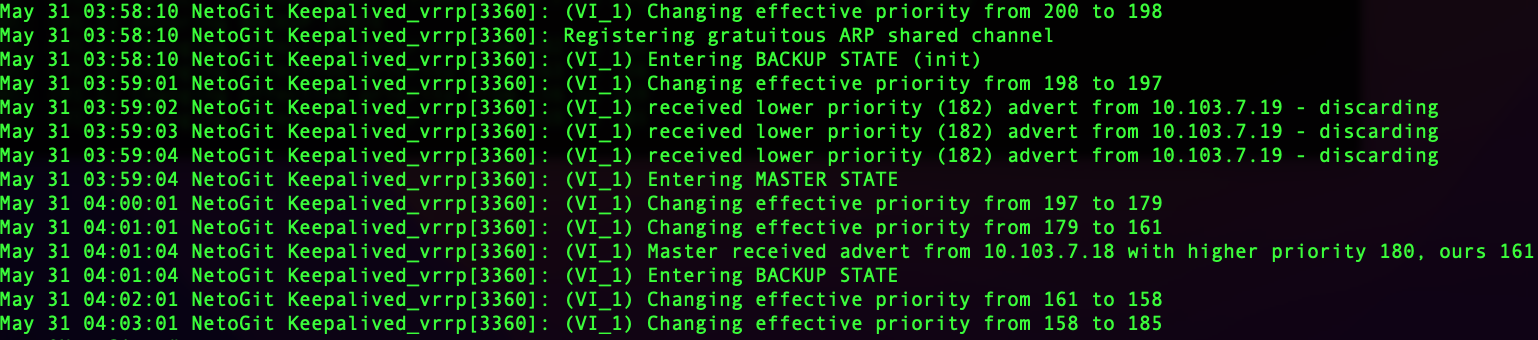 May 31 03:58:10 NetoGit Keepalived_vrrp[3360]: (VI_1) Changing effective priority from 200 to 198
May 31 03:58:10 NetoGit Keepalived_vrrp[3360]: Registering gratuitous ARP shared channel
May 31 03:58:10 NetoGit Keepalived_vrrp[3360]: (VI_1) Entering BACKUP STATE (init)
May 31 03:59:01 NetoGit Keepalived_vrrp[3360]: (VI_1) Changing effective priority from 198 to 197
May 31 03:59:02 NetoGit Keepalived_vrrp[3360]: (VI_1) received lower priority (182) advert from 10.103.7.19 - discarding
May 31 03:59:03 NetoGit Keepalived_vrrp[3360]: (VI_1) received lower priority (182) advert from 10.103.7.19 - discarding
May 31 03:59:04 NetoGit Keepalived_vrrp[3360]: (VI_1) received lower priority (182) advert from 10.103.7.19 - discarding
May 31 03:59:04 NetoGit Keepalived_vrrp[3360]: (VI_1) Entering MASTER STATE
May 31 04:00:01 NetoGit Keepalived_vrrp[3360]: (VI_1) Changing effective priority from 197 to 179
May 31 04:01:01 NetoGit Keepalived_vrrp[3360]: (VI_1) Changing effective priority from 179 to 161
May 31 04:01:04 NetoGit Keepalived_vrrp[3360]: (VI_1) Master received advert from 10.103.7.18 with higher priority 180, ours 161
May 31 04:01:04 NetoGit Keepalived_vrrp[3360]: (VI_1) Entering BACKUP STATE
May 31 04:02:01 NetoGit Keepalived_vrrp[3360]: (VI_1) Changing effective priority from 161 to 158
May 31 04:03:01 NetoGit Keepalived_vrrp[3360]: (VI_1) Changing effective priority from 158 to 185